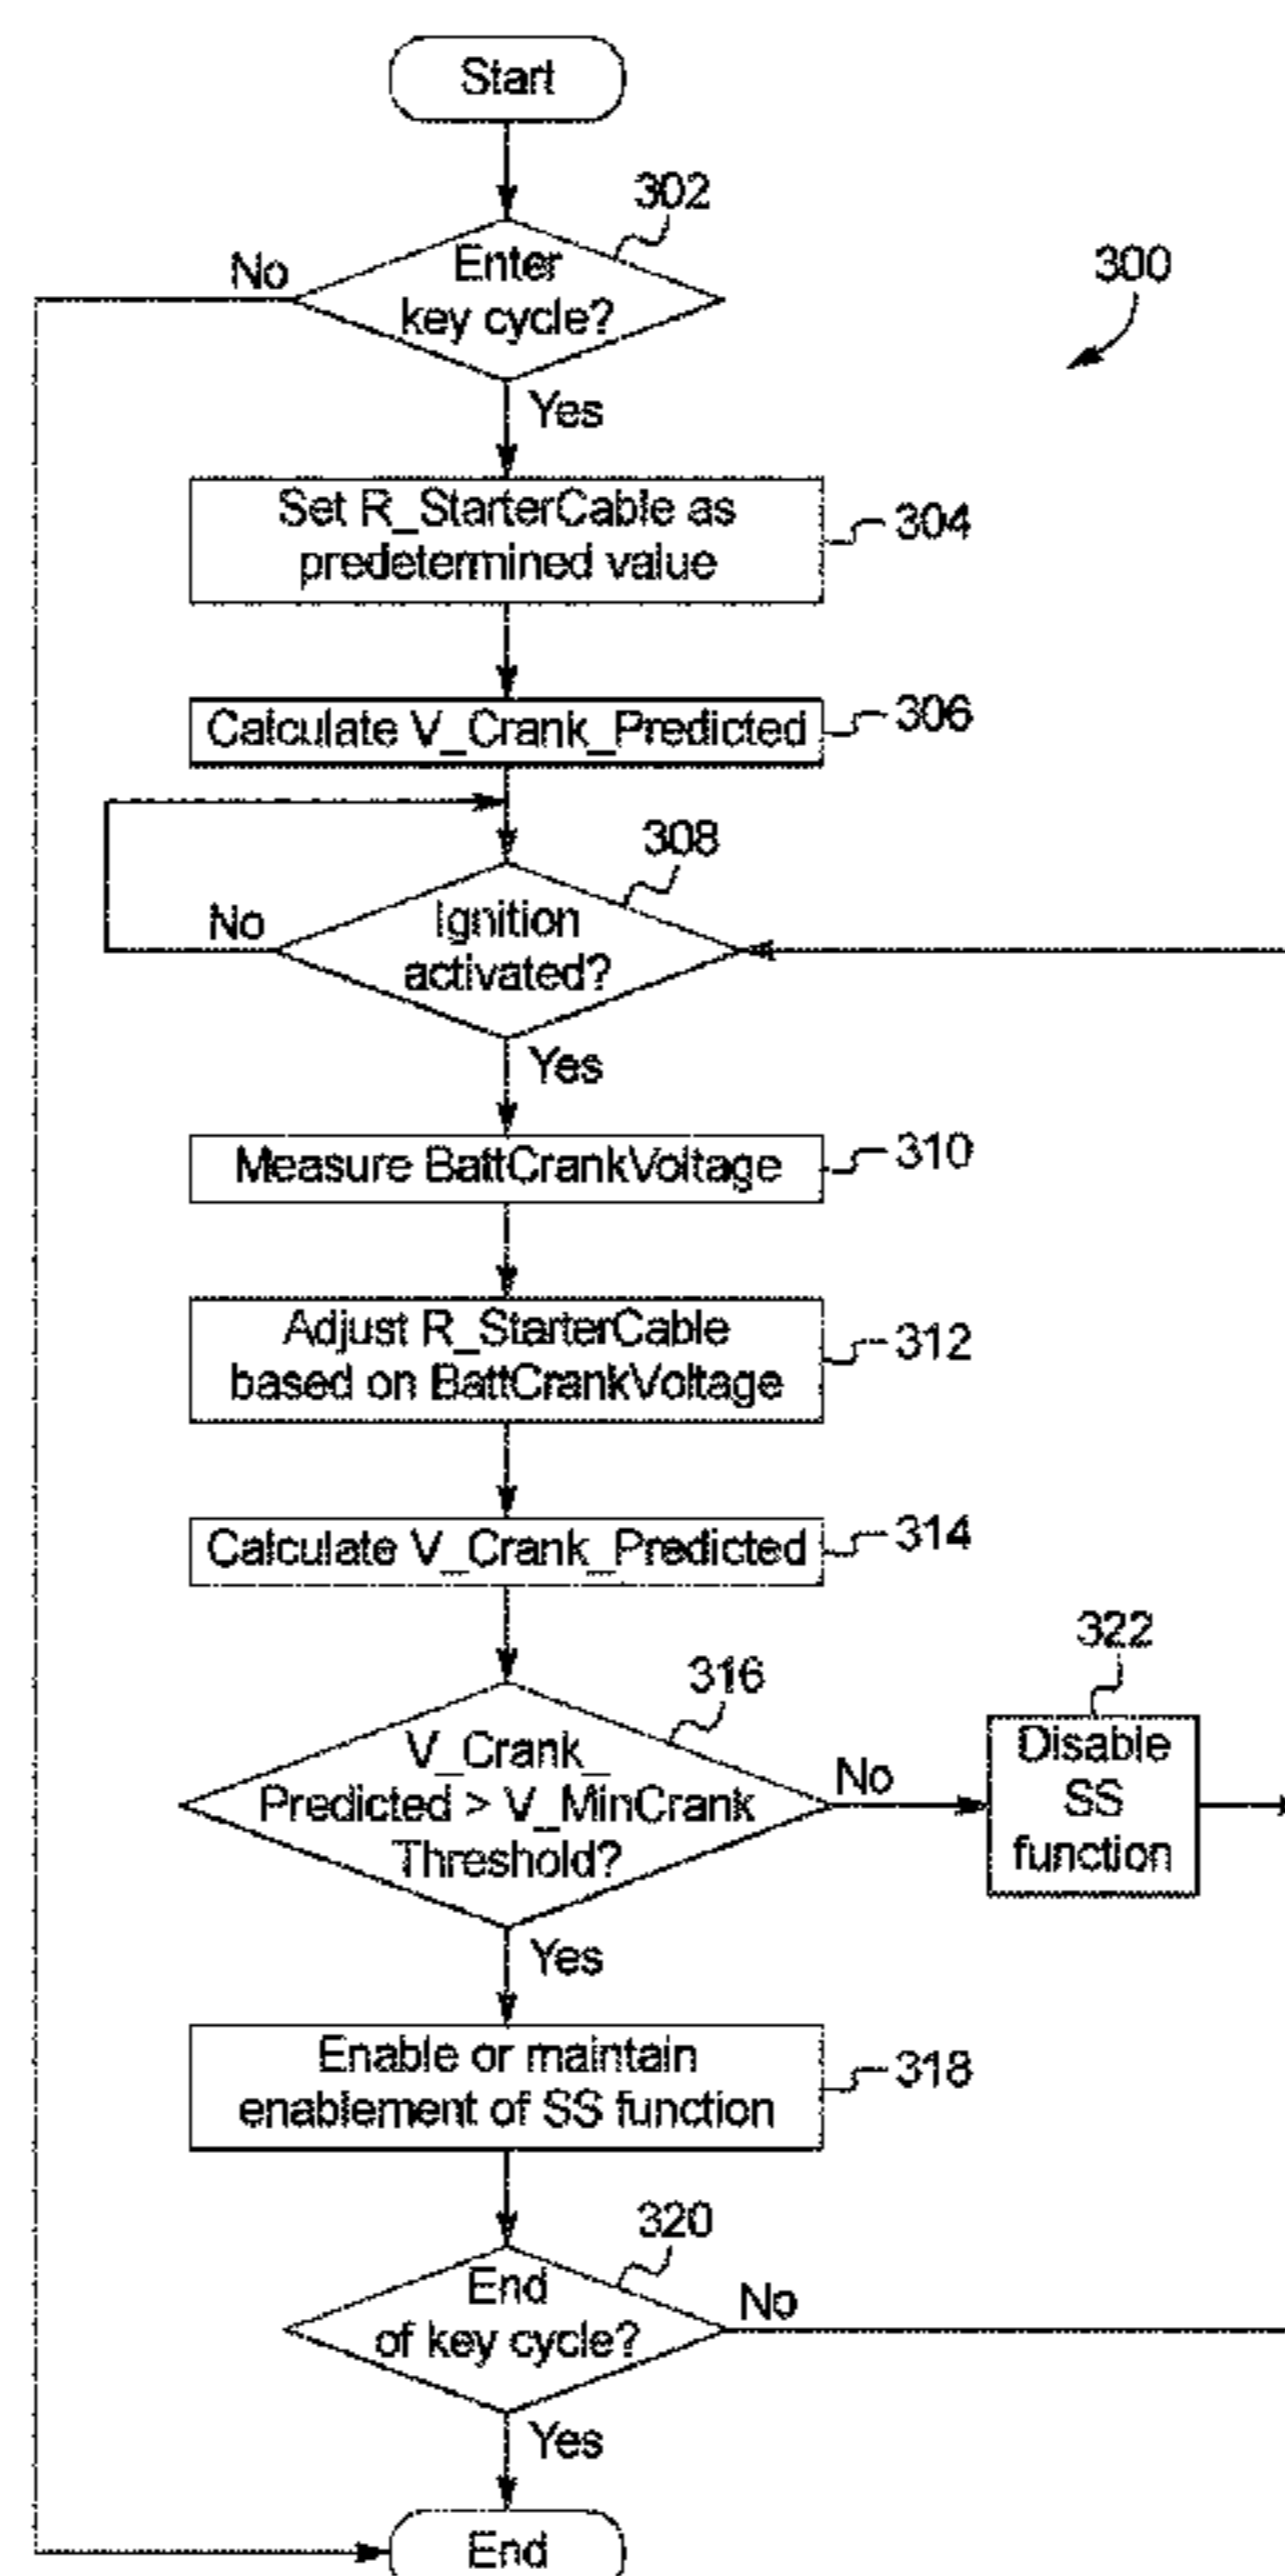 Start
302
Enter
key cycle?
No
300
Yes
Set R_StarterCable as
predetermined value
304
Calculate V_Crank_Predicted
306
308
Ignition
activated?
No
Yes
Measure BattCrankVoltage
310
Adjust R_StarterCable
based on BattCrankVoltage
312
Calculate V_Crank_Predicted
314
316
V_Crank_
Predicted > V_MinCrank
Threshold?
No
322
Disable
SS
function
Yes
Enable or maintain
enablement of SS function
318
320
End
of key cycle?
No
Yes
End